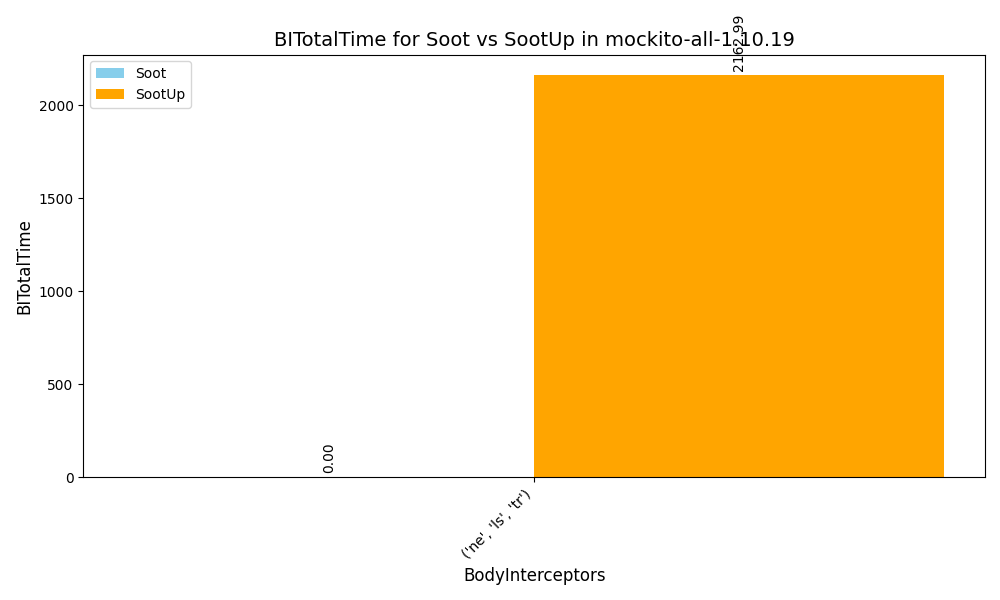 BITotalTime for Soot vs SootUp in mockito-all-1.10.19
2162.99
Soot
SootUp
2000
1500
1000
500
0
BITotalTime
0.00
('ne', 'ls', 'tr')
BodyInterceptors